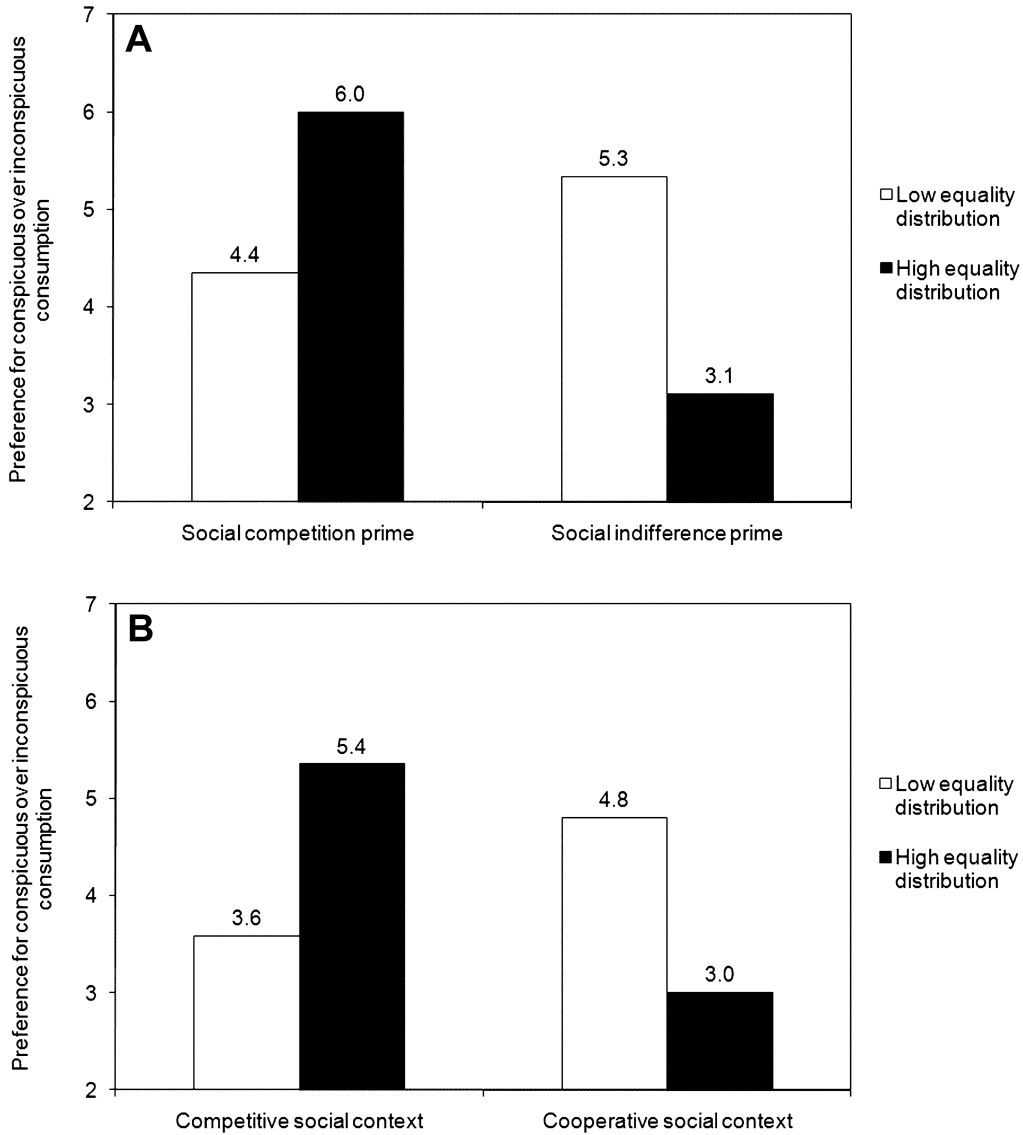 A
7
6
5
4
3
2
Preference for conspicuous over inconspicuous
consumption
4.4
6.0
5.3
3.1
Social competition prime
Social indifference prime
Low equality
distribution
High equality
distribution
B
7
6
5
4
3
2
Preference for conspicuous over inconspicuous
consumption
3.6
5.4
4.8
3.0
Competitive social context
Cooperative social context
Low equality
distribution
High equality
distribution